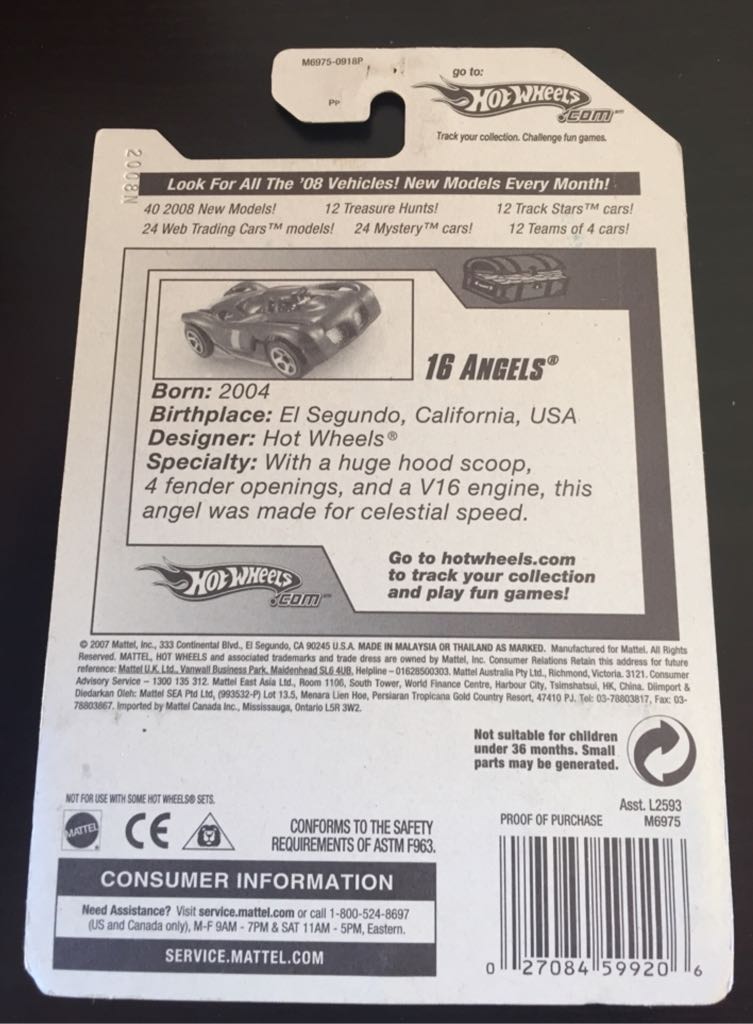 M6975-0918P
PP
go to:
HOT WHEELS
.COM™
Track your collection. Challenge fun games.
2008N
Look For All The '08 Vehicles! New Models Every Month!
40 2008 New Models! 12 Treasure Hunts! 12 Track Stars™ cars!
24 Web Trading Cars™ models! 24 Mystery™ cars! 12 Teams of 4 cars!
16 ANGELS®
Born: 2004
Birthplace: El Segundo, California, USA
Designer: Hot Wheels®
Specialty: With a huge hood scoop,
4 fender openings, and a V16 engine, this
angel was made for celestial speed.
HOT WHEELS
.COM™
Go to hotwheels.com
to track your collection
and play fun games!
© 2007 Mattel, Inc., 333 Continental Blvd., El Segundo, CA 90245 U.S.A. MADE IN MALAYSIA OR THAILAND AS MARKED. Manufactured for Mattel. All Rights
Reserved. MATTEL, HOT WHEELS and associated trademarks and trade dress are owned by Mattel, Inc. Consumer Relations Retain this address for future
reference: Mattel U.K. Ltd., Vanwall Business Park, Maidenhead SL6 4UB, Helpline – 01628500303. Mattel Australia Pty Ltd., Richmond, Victoria. 3121. Consumer
Advisory Service – 1300 135 312. Mattel East Asia Ltd., Room 1106, South Tower, World Finance Centre, Harbour City, Tsimshatsui, HK, China. Diimport &
Diedarkan Oleh: Mattel SEA Ptd Ltd, (993532-P) Lot 13.5, Menara Lien Hoe, Persiaran Tropicana Gold Country Resort, 47410 PJ. Tel: 03-78803817, Fax: 03-
78803867. Imported by Mattel Canada Inc., Mississauga, Ontario L5R 3W2.
Not suitable for children
under 36 months. Small
parts may be generated.
NOT FOR USE WITH SOME HOT WHEELS® SETS.
MATTEL
CE
CONFORMS TO THE SAFETY
REQUIREMENTS OF ASTM F963.
Asst. L2593
PROOF OF PURCHASE M6975
CONSUMER INFORMATION
Need Assistance? Visit service.mattel.com or call 1-800-524-8697
(US and Canada only), M-F 9AM - 7PM & SAT 11AM - 5PM, Eastern.
SERVICE.MATTEL.COM
0 27084 59920 6